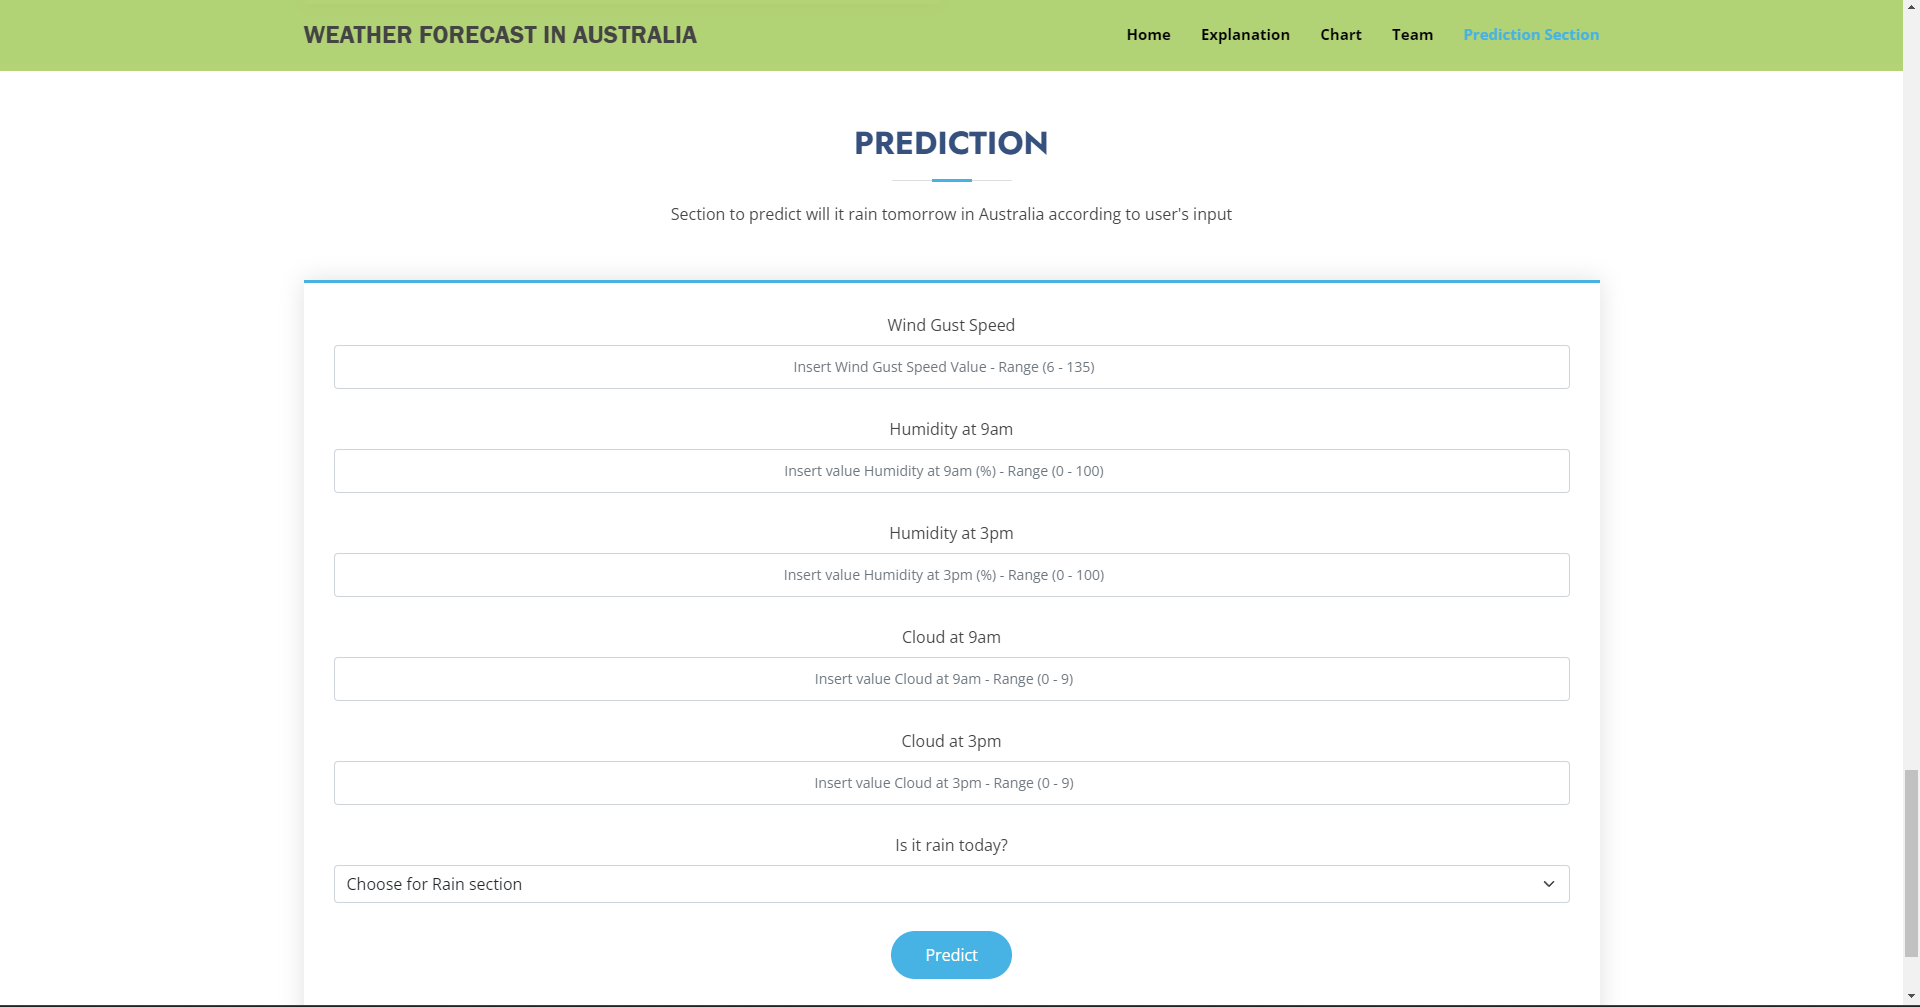 WEATHER FORECAST IN AUSTRALIA
Home Explanation Chart Team Prediction Section
PREDICTION
Section to predict will it rain tomorrow in Australia according to user's input
Wind Gust Speed
Insert Wind Gust Speed Value - Range (6 - 135)
Humidity at 9am
Insert value Humidity at 9am (%) - Range (0 - 100)
Humidity at 3pm
Insert value Humidity at 3pm (%) - Range (0 - 100)
Cloud at 9am
Insert value Cloud at 9am - Range (0 - 9)
Cloud at 3pm
Insert value Cloud at 3pm - Range (0 - 9)
Is it rain today?
Choose for Rain section
Predict